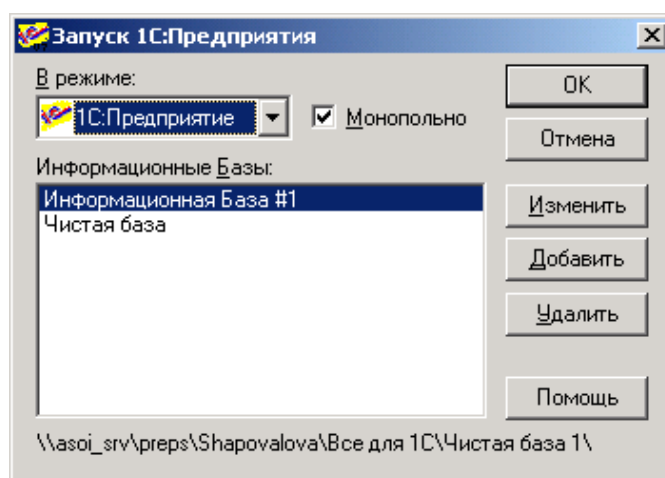 Запуск 1С:Предприятия
В режиме:
1С:Предприятие
Монопольно
Информационные Базы:
Информационная База #1
Чистая база
OK
Отмена
Изменить
Добавить
Удалить
Помощь
\\asoi_srv\preps\Shapovalova\Все для 1С\Чистая база 1\